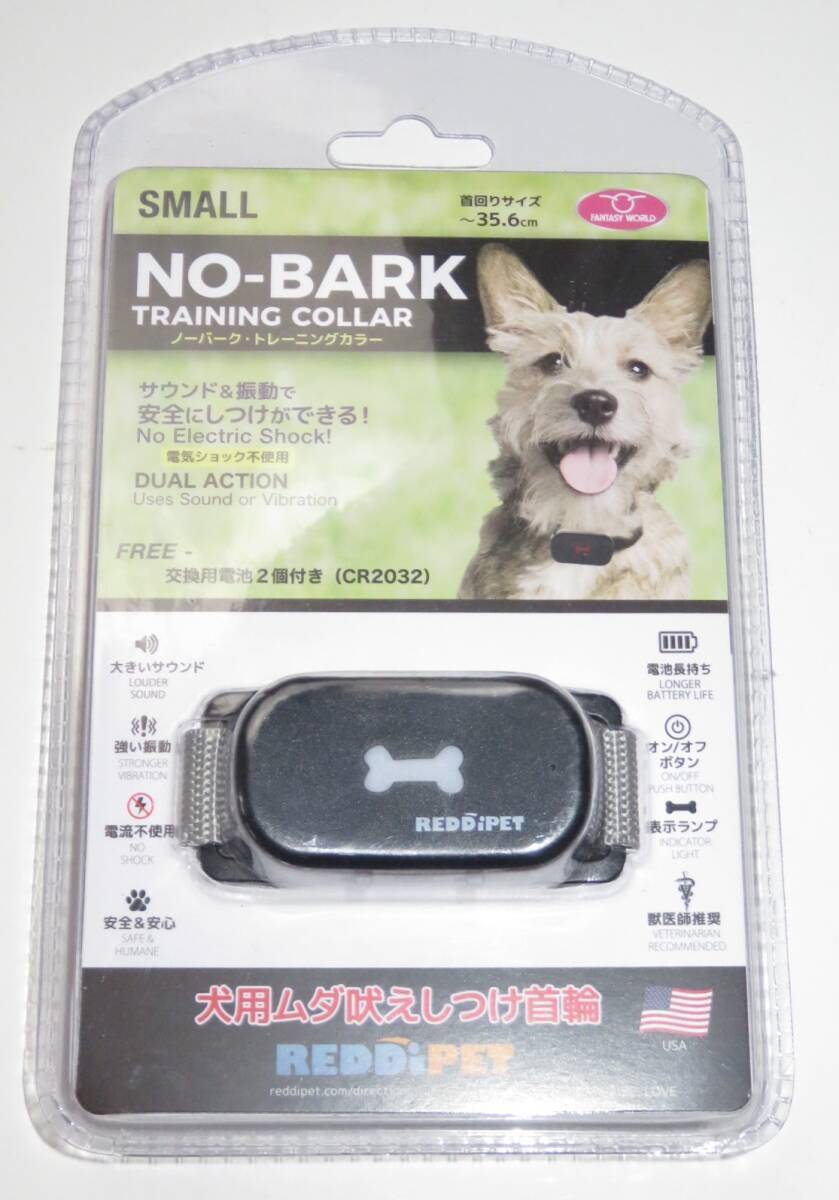 SMALL
首回りサイズ
～35.6cm
FANTASY WORLD
NO-BARK
TRAINING COLLAR
ノーバーク・トレーニングカラー
サウンド&振動で
安全にしつけができる！
No Electric Shock!
電気ショック不使用
DUAL ACTION
Uses Sound or Vibration
FREE -
交換用電池2個付き（CR2032）
大きいサウンド
LOUDER
SOUND
強い振動
STRONGER
VIBRATION
電流不使用
NO
SHOCK
安全&安心
SAFE &
HUMANE
電池長持ち
LONGER
BATTERY LIFE
オン/オフ
ボタン
ON/OFF
PUSH BUTTON
表示ランプ
INDICATOR
LIGHT
獣医師推奨
VETERINARIAN
RECOMMENDED
REDDiPET
犬用ムダ吠えしつけ首輪
USA
REDDiPET
reddipet.com/direction
LOVE